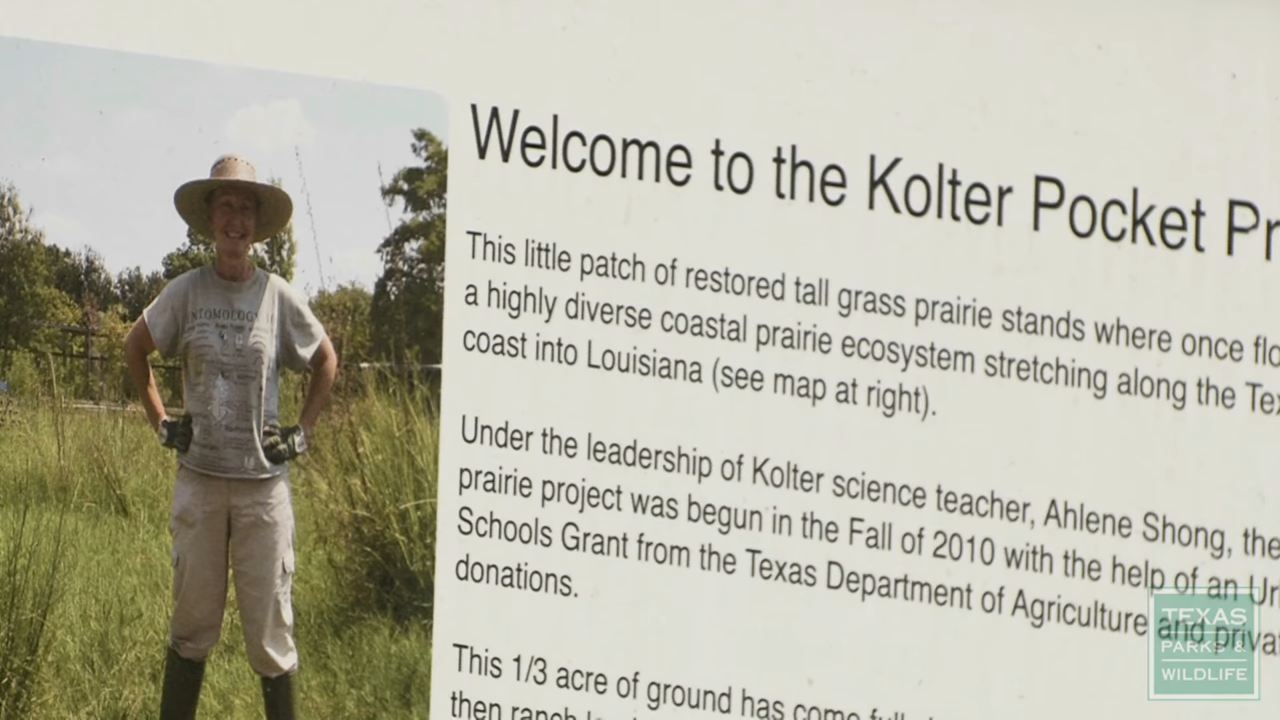 Welcome to the Kolter Pocket Pr
This little patch of restored tall grass prairie stands where once flo
a highly diverse coastal prairie ecosystem stretching along the Tex
coast into Louisiana (see map at right).
Under the leadership of Kolter science teacher, Ahlene Shong, the
prairie project was begun in the Fall of 2010 with the help of an Ur
Schools Grant from the Texas Department of Agriculture and priva
donations.
This 1/3 acre of ground has come full
then ranch
ENTOMOLOGY
TEXAS
PARKS &
WILDLIFE